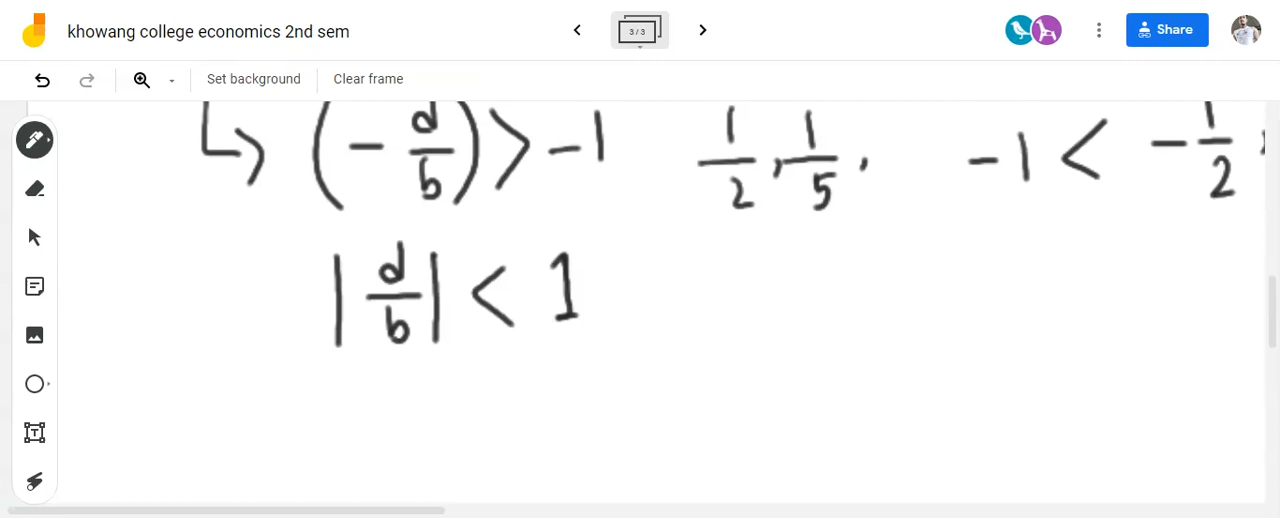 khowang college economics 2nd sem
3 / 3
Share
Set background
Clear frame
↳ (- d/b) > -1    1/2, 1/5,    -1 < - 1/2,
|d/b| < 1
T